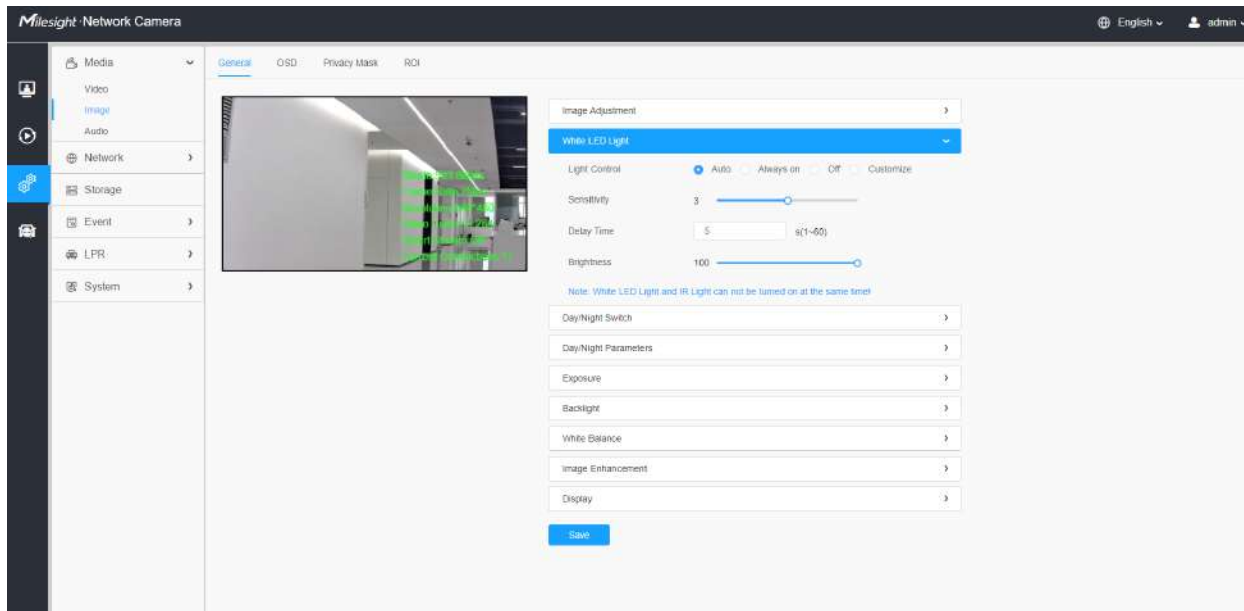 Milesight Network Camera
English
admin
Media
Video
Image
Audio
Network
Storage
Event
LPR
System
General OSD Privacy Mask ROI
Image Adjustment
White LED Light
Light Control Auto Always on Off Customize
Sensitivity 3
Delay Time 5 s(1~60)
Brightness 100
Note: White LED Light and IR Light can not be turned on at the same time!
Day/Night Switch
Day/Night Parameters
Exposure
Backlight
White Balance
Image Enhancement
Display
Save